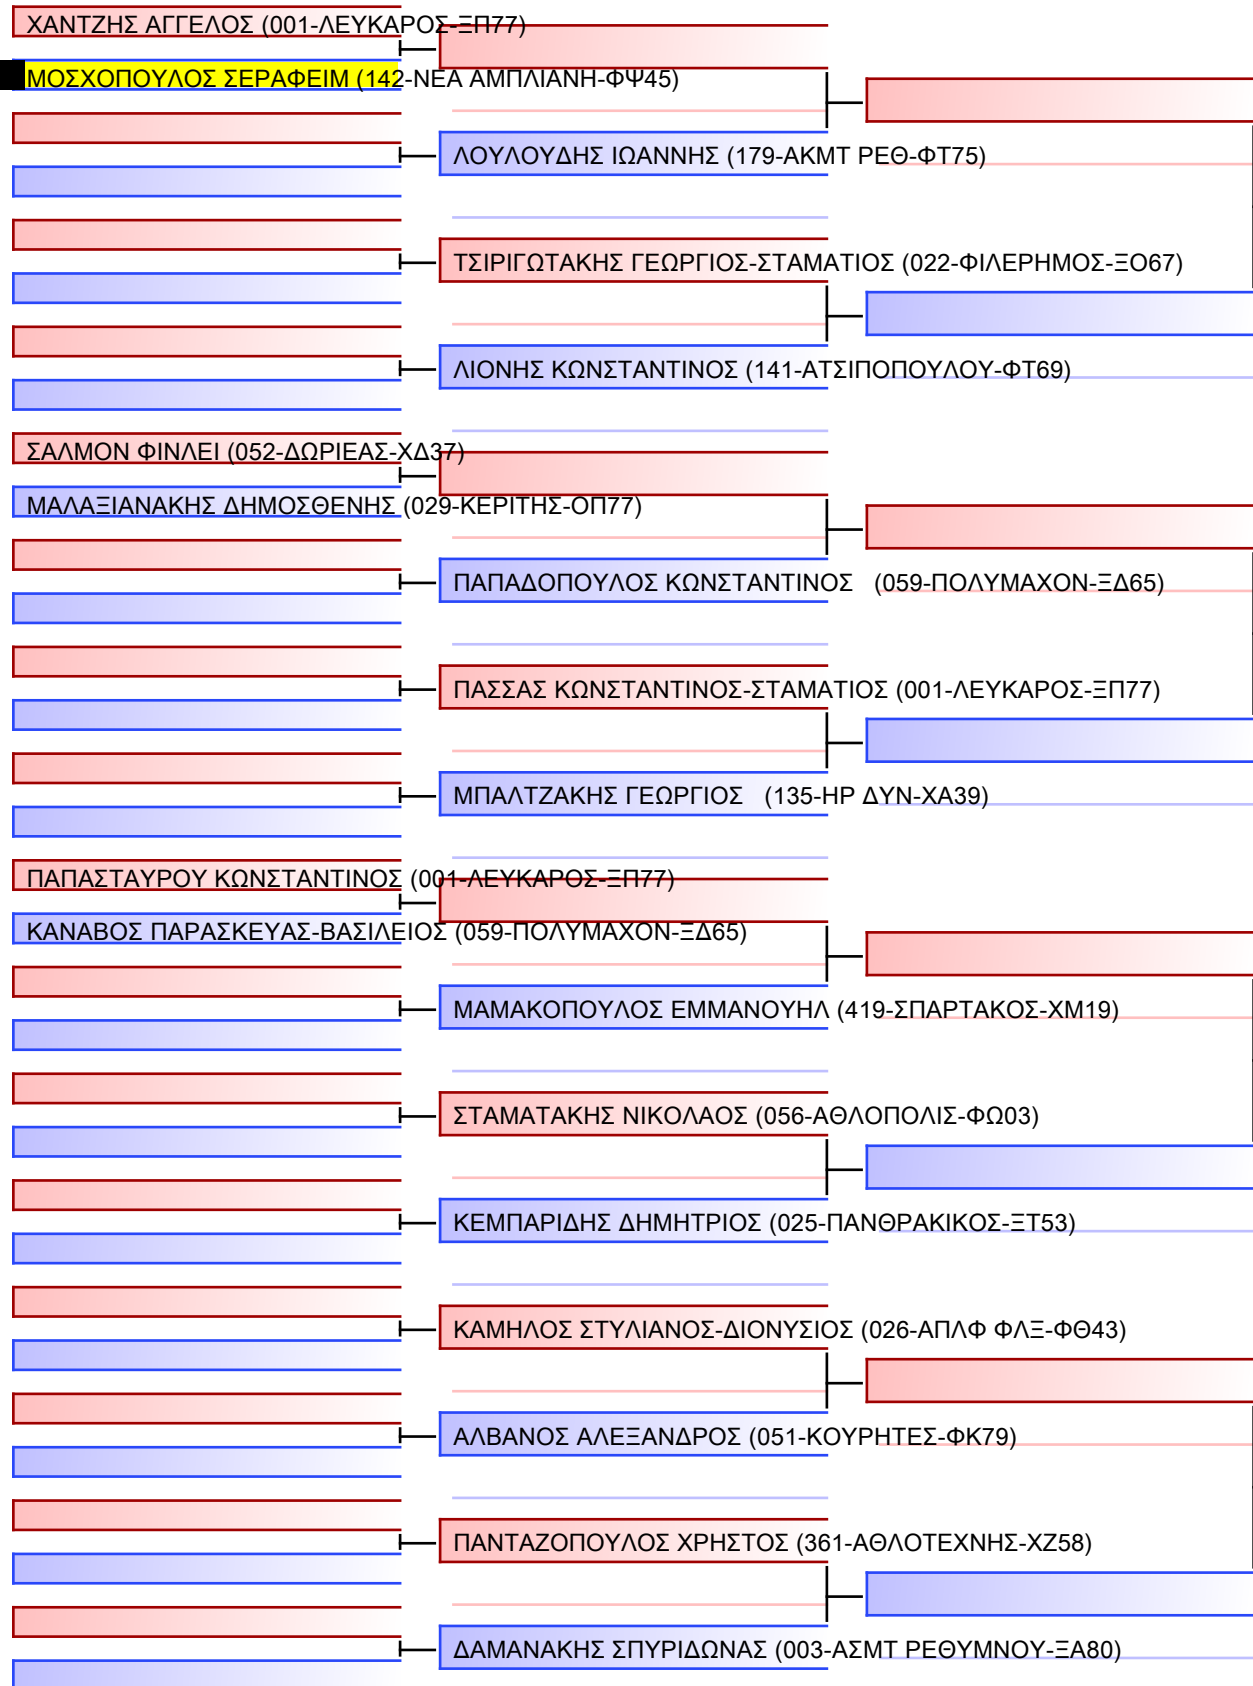 ΧΑΝΤΖΗΣ ΑΓΓΕΛΟΣ (001-ΛΕΥΚΑΡΟΣ-ΞΠ77)
ΜΟΣΧΟΠΟΥΛΟΣ ΣΕΡΑΦΕΙΜ (142-ΝΕΑ ΑΜΠΛΙΑΝΗ-ΦΨ45)
ΛΟΥΛΟΥΔΗΣ ΙΩΑΝΝΗΣ (179-ΑΚΜΤ ΡΕΘ-ΦΤ75)
ΤΣΙΡΙΓΩΤΑΚΗΣ ΓΕΩΡΓΙΟΣ-ΣΤΑΜΑΤΙΟΣ (022-ΦΙΛΕΡΗΜΟΣ-ΞΟ67)
ΛΙΟΝΗΣ ΚΩΝΣΤΑΝΤΙΝΟΣ (141-ΑΤΣΙΠΟΠΟΥΛΟΥ-ΦΤ69)
ΣΑΛΜΟΝ ΦΙΝΛΕΙ (052-ΔΩΡΙΕΑΣ-ΧΔ37)
ΜΑΛΑΞΙΑΝΑΚΗΣ ΔΗΜΟΣΘΕΝΗΣ (029-ΚΕΡΙΤΗΣ-ΟΠ77)
ΠΑΠΑΔΟΠΟΥΛΟΣ ΚΩΝΣΤΑΝΤΙΝΟΣ (059-ΠΟΛΥΜΑΧΟΝ-ΞΔ65)
ΠΑΣΣΑΣ ΚΩΝΣΤΑΝΤΙΝΟΣ-ΣΤΑΜΑΤΙΟΣ (001-ΛΕΥΚΑΡΟΣ-ΞΠ77)
ΜΠΑΛΤΖΑΚΗΣ ΓΕΩΡΓΙΟΣ (135-ΗΡ ΔΥΝ-ΧΑ39)
ΠΑΠΑΣΤΑΥΡΟΥ ΚΩΝΣΤΑΝΤΙΝΟΣ (001-ΛΕΥΚΑΡΟΣ-ΞΠ77)
ΚΑΝΑΒΟΣ ΠΑΡΑΣΚΕΥΑΣ-ΒΑΣΙΛΕΙΟΣ (059-ΠΟΛΥΜΑΧΟΝ-ΞΔ65)
ΜΑΜΑΚΟΠΟΥΛΟΣ ΕΜΜΑΝΟΥΗΛ (419-ΣΠΑΡΤΑΚΟΣ-ΧΜ19)
ΣΤΑΜΑΤΑΚΗΣ ΝΙΚΟΛΑΟΣ (056-ΑΘΛΟΠΟΛΙΣ-ΦΩ03)
ΚΕΜΠΑΡΙΔΗΣ ΔΗΜΗΤΡΙΟΣ (025-ΠΑΝΘΡΑΚΙΚΟΣ-ΞΤ53)
ΚΑΜΗΛΟΣ ΣΤΥΛΙΑΝΟΣ-ΔΙΟΝΥΣΙΟΣ (026-ΑΠΛΦ ΦΛΞ-ΦΘ43)
ΑΛΒΑΝΟΣ ΑΛΕΞΑΝΔΡΟΣ (051-ΚΟΥΡΗΤΕΣ-ΦΚ79)
ΠΑΝΤΑΖΟΠΟΥΛΟΣ ΧΡΗΣΤΟΣ (361-ΑΘΛΟΤΕΧΝΗΣ-ΧΖ58)
ΔΑΜΑΝΑΚΗΣ ΣΠΥΡΙΔΩΝΑΣ (003-ΑΣΜΤ ΡΕΘΥΜΝΟΥ-ΞΑ80)